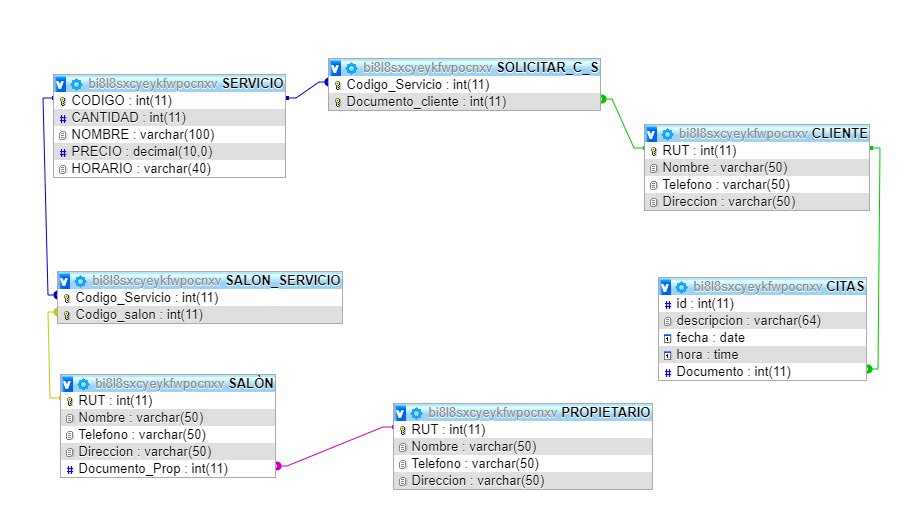 bi8l8sxcyeykfwpocnxv SOLICITAR_C_S
Codigo_Servicio : int(11)
Documento_cliente : int(11)
bi8l8sxcyeykfwpocnxv SERVICIO
CODIGO : int(11)
CANTIDAD : int(11)
NOMBRE : varchar(100)
PRECIO : decimal(10,0)
HORARIO : varchar(40)
bi8l8sxcyeykfwpocnxv CLIENTE
RUT : int(11)
Nombre : varchar(50)
Telefono : varchar(50)
Direccion : varchar(50)
bi8l8sxcyeykfwpocnxv SALON_SERVICIO
Codigo_Servicio : int(11)
Codigo_salon : int(11)
bi8l8sxcyeykfwpocnxv CITAS
id : int(11)
descripcion : varchar(64)
fecha : date
hora : time
Documento : int(11)
bi8l8sxcyeykfwpocnxv SALÒN
RUT : int(11)
Nombre : varchar(50)
Telefono : varchar(50)
Direccion : varchar(50)
Documento_Prop : int(11)
bi8l8sxcyeykfwpocnxv PROPIETARIO
RUT : int(11)
Nombre : varchar(50)
Telefono : varchar(50)
Direccion : varchar(50)